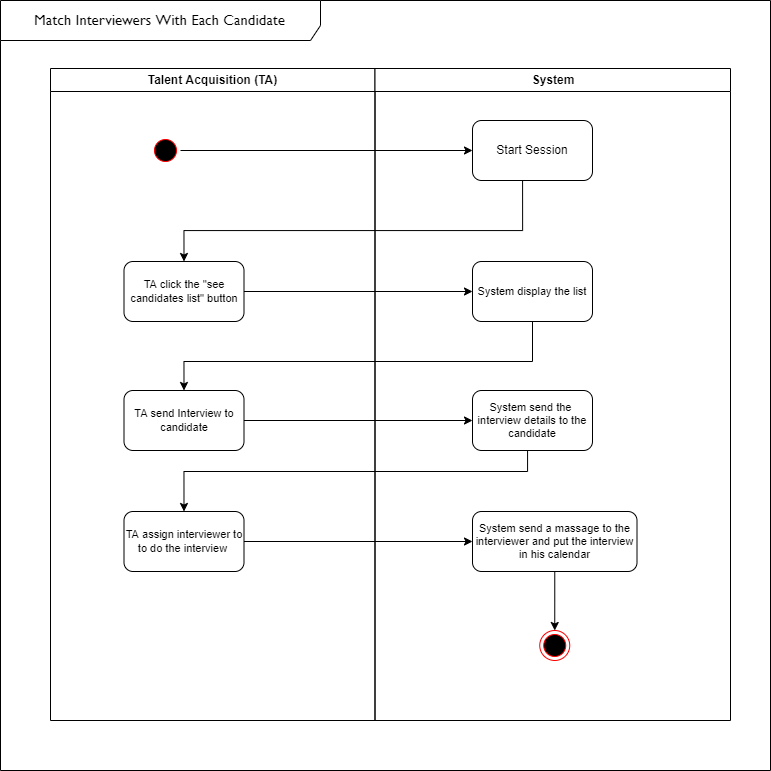 Match Interviewers With Each Candidate
Talent Acquisition (TA)
System
Start Session
TA click the "see
candidates list" button
System display the list
TA send Interview to
candidate
System send the
interview details to the
candidate
TA assign interviewer to
to do the interview
System send a massage to the
interviewer and put the interview
in his calendar